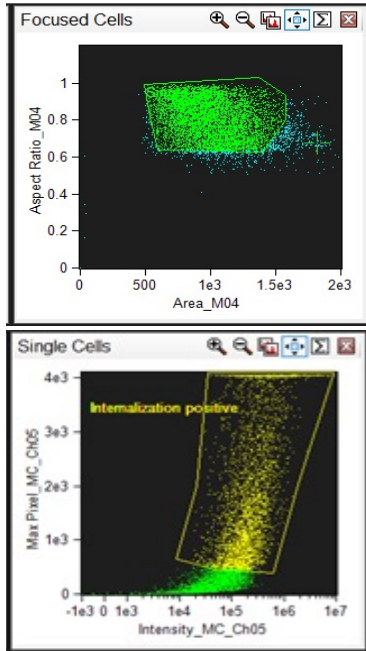 Focused Cells
Aspect Ratio_M04
1
0.8
0.6
0.4
0.2
0
0 500 1e3 1.5e3 2e3
Area_M04
Single Cells
Internalization positive
Max Pixel_MC_Ch05
4e3
3e3
2e3
1e3
0
-1e3 0 1e3 1e4 1e5 1e6 1e7
Intensity_MC_Ch05